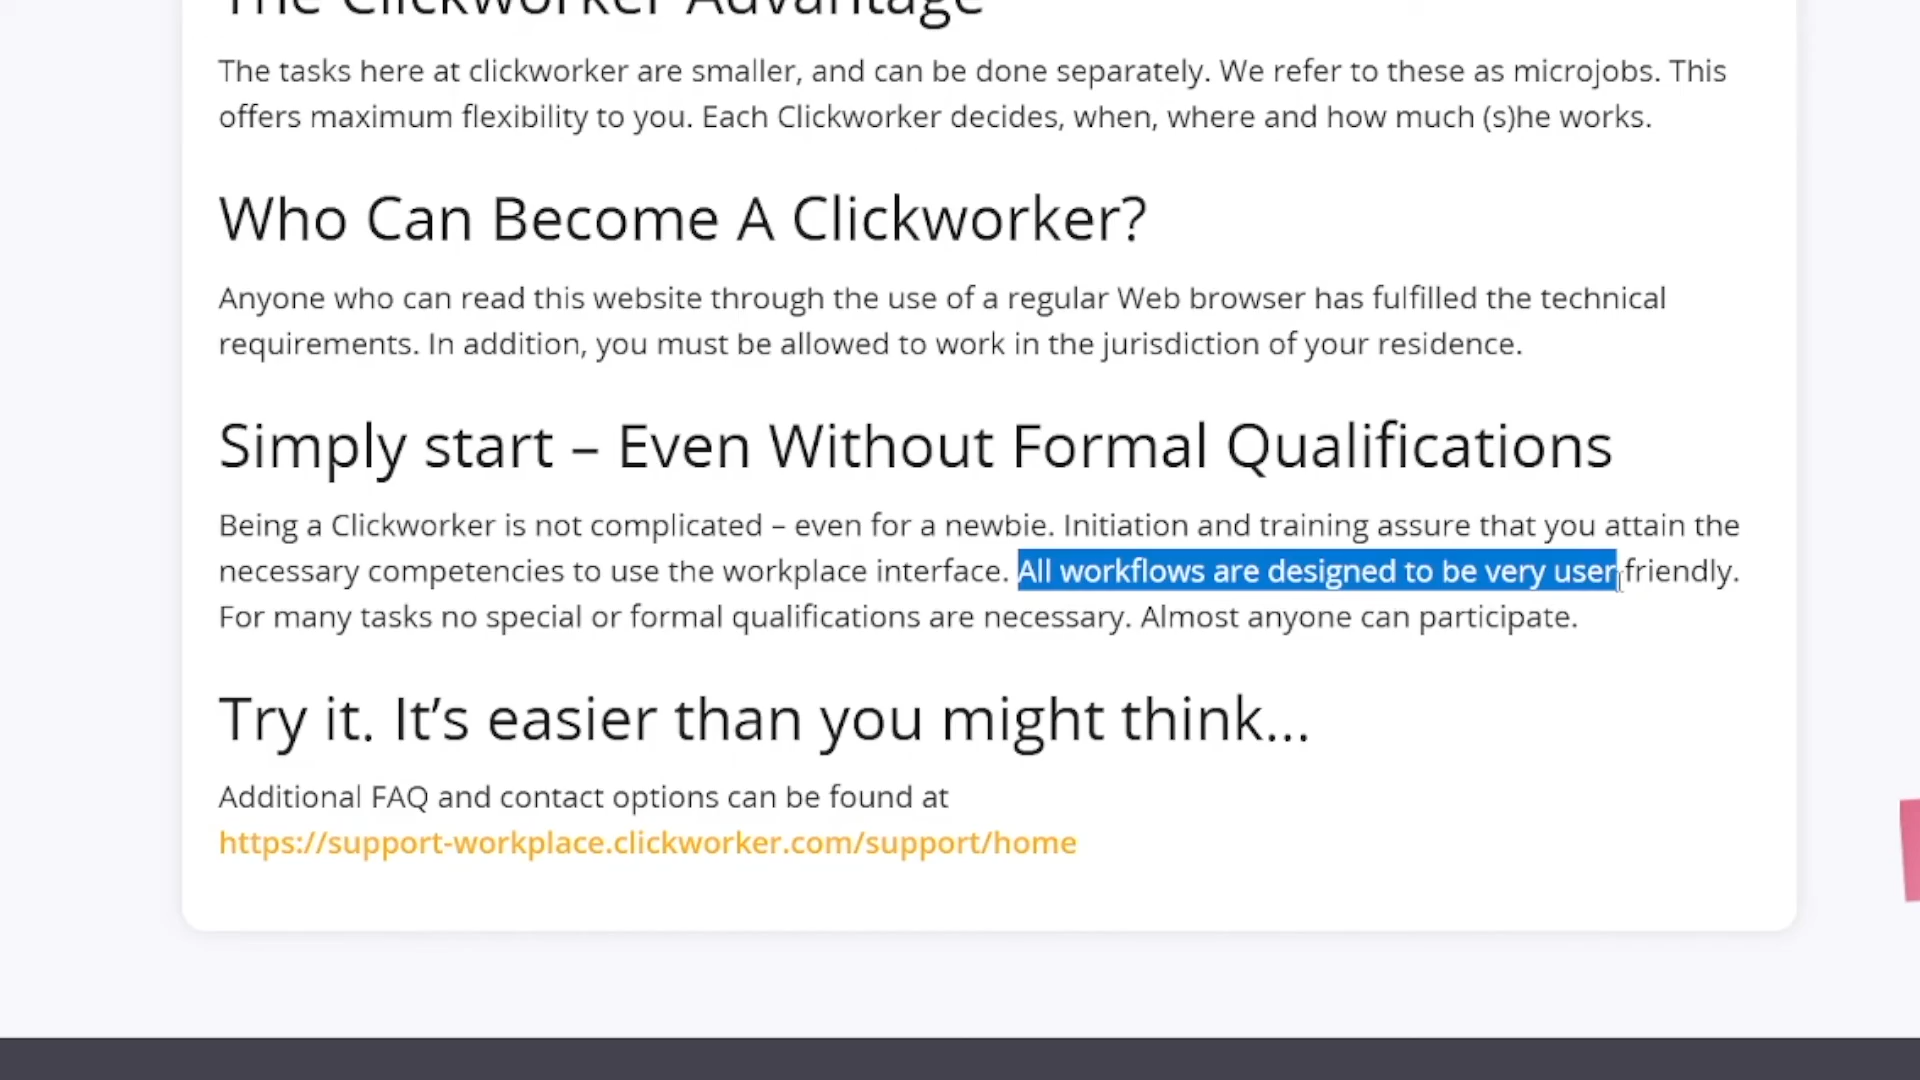 The Clickworker Advantage
The tasks here at clickworker are smaller, and can be done separately. We refer to these as microjobs. This
offers maximum flexibility to you. Each Clickworker decides, when, where and how much (s)he works.
Who Can Become A Clickworker?
Anyone who can read this website through the use of a regular Web browser has fulfilled the technical
requirements. In addition, you must be allowed to work in the jurisdiction of your residence.
Simply start – Even Without Formal Qualifications
Being a Clickworker is not complicated – even for a newbie. Initiation and training assure that you attain the
necessary competencies to use the workplace interface. All workflows are designed to be very user friendly.
For many tasks no special or formal qualifications are necessary. Almost anyone can participate.
Try it. It’s easier than you might think…
Additional FAQ and contact options can be found at
https://support-workplace.clickworker.com/support/home